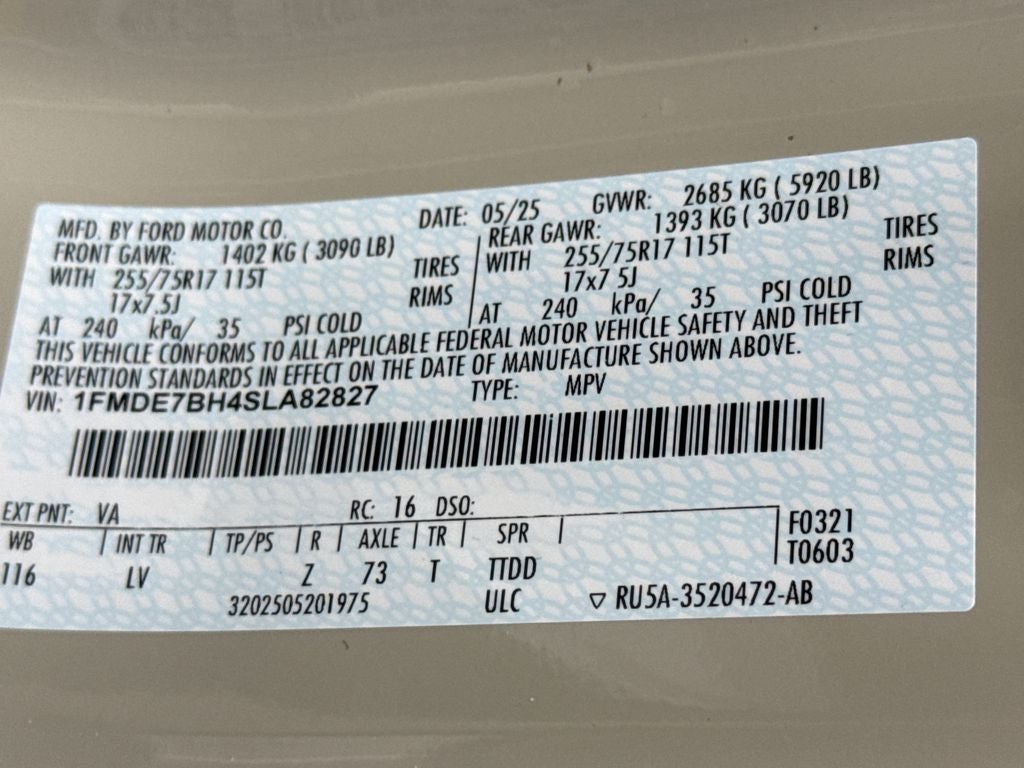 MFD. BY FORD MOTOR CO. DATE: 05/25 GVWR: 2685 KG ( 5920 LB)
FRONT GAWR: 1402 KG ( 3090 LB) REAR GAWR: 1393 KG ( 3070 LB)
WITH 255/75R17 115T TIRES WITH 255/75R17 115T TIRES
17x7.5J RIMS 17x7 5J RIMS
AT 240 kPa/ 35 PSI COLD AT 240 kPa/ 35 PSI COLD
THIS VEHICLE CONFORMS TO ALL APPLICABLE FEDERAL MOTOR VEHICLE SAFETY AND THEFT
PREVENTION STANDARDS IN EFFECT ON THE DATE OF MANUFACTURE SHOWN ABOVE.
VIN: 1FMDE7BH4SLA82827 TYPE: MPV
EXT PNT: VA RC: 16 DSO:
WB INT TR TP/PS R AXLE TR SPR F0321
T0603
116 LV Z 73 T TTDD
3202505201975 ULC ▽ RU5A-3520472-AB